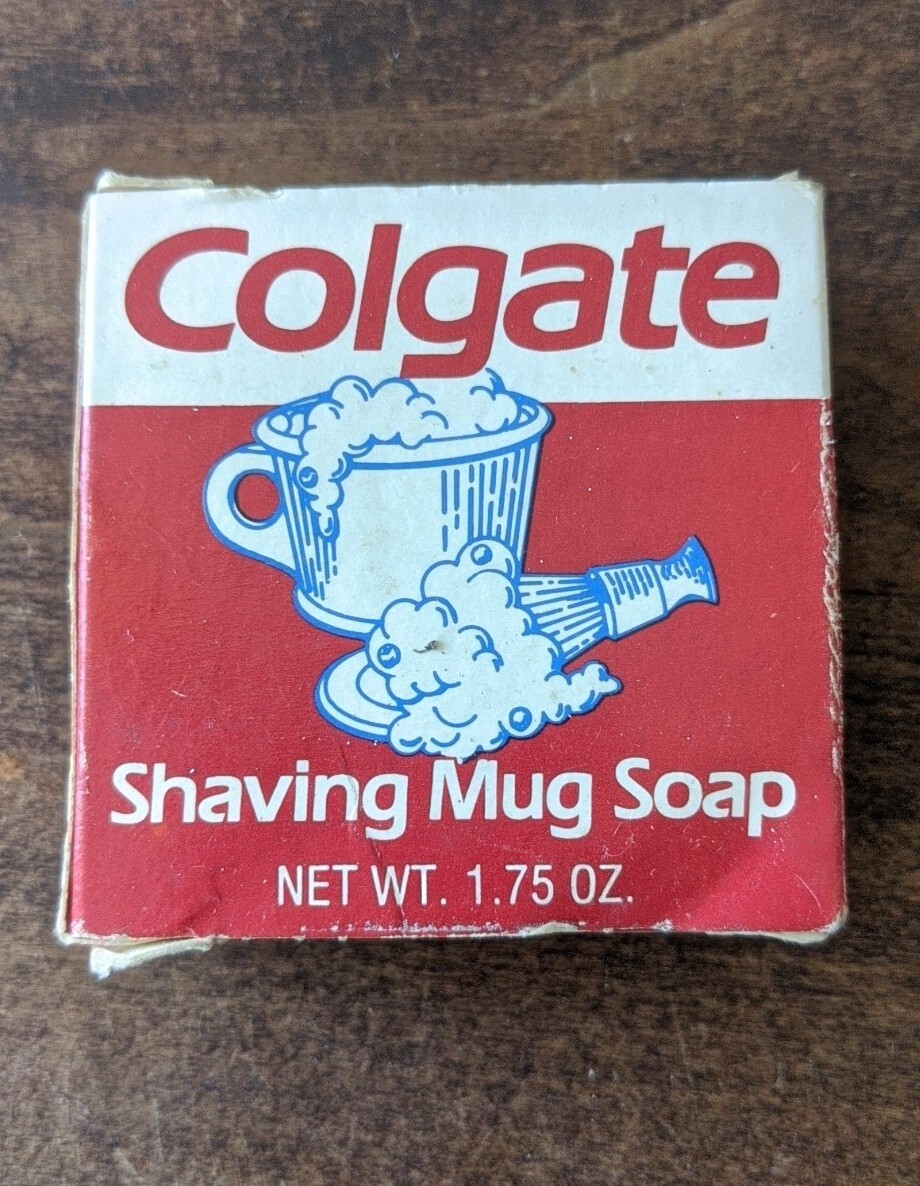 Colgate
Shaving Mug Soap
NET WT. 1.75 OZ.